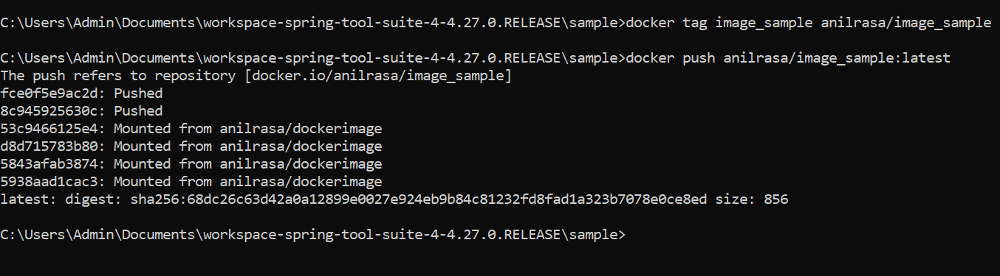 C:\Users\Admin\Documents\workspace-spring-tool-suite-4-4.27.0.RELEASE\sample>docker tag image_sample anilrasa/image_sample
C:\Users\Admin\Documents\workspace-spring-tool-suite-4-4.27.0.RELEASE\sample>docker push anilrasa/image_sample:latest
The push refers to repository [docker.io/anilrasa/image_sample]
fce0f5e9ac2d: Pushed
8c945925630c: Pushed
53c9466125e4: Mounted from anilrasa/dockerimage
d8d715783b80: Mounted from anilrasa/dockerimage
5843afab3874: Mounted from anilrasa/dockerimage
5938aad1cac3: Mounted from anilrasa/dockerimage
latest: digest: sha256:68dc26c63d42a0a12899e0027e924eb9b84c81232fd8fad1a323b7078e0ce8ed size: 856
C:\Users\Admin\Documents\workspace-spring-tool-suite-4-4.27.0.RELEASE\sample>